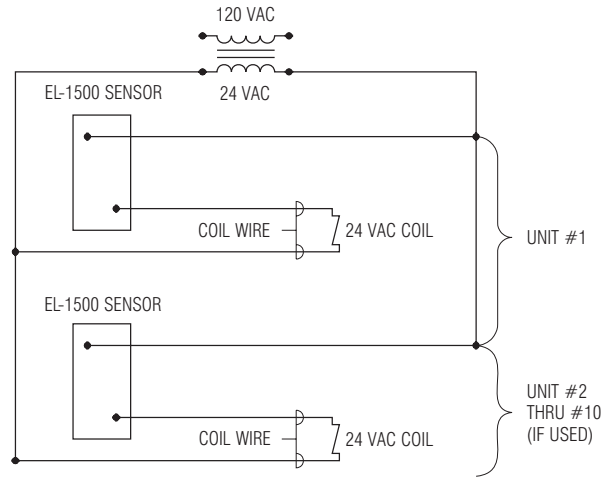 120 VAC
24 VAC
EL-1500 SENSOR
COIL WIRE
24 VAC COIL
UNIT #1
EL-1500 SENSOR
COIL WIRE
24 VAC COIL
UNIT #2
THRU #10
(IF USED)